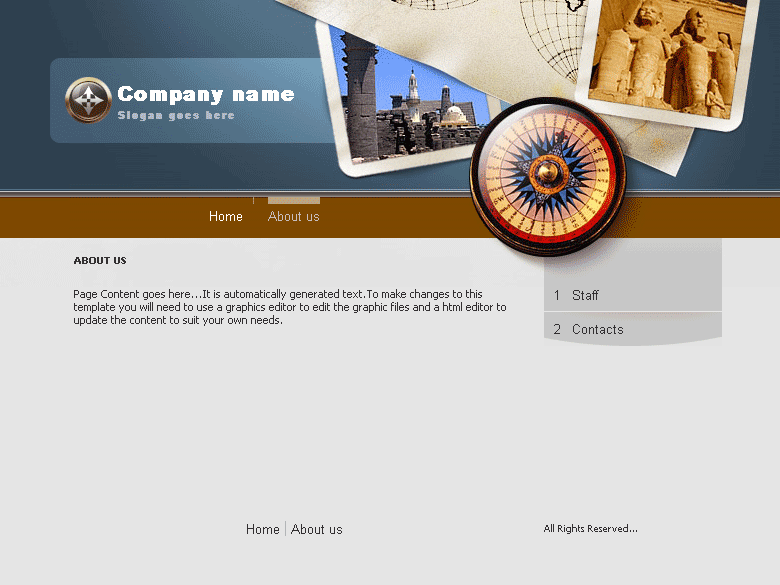 Company name
Slogan goes here
Home
About us
ABOUT US
Page Content goes here...It is automatically generated text.To make changes to this
template you will need to use a graphics editor to edit the graphic files and a html editor to
update the content to suit your own needs.
1 Staff
2 Contacts
Home About us
All Rights Reserved...